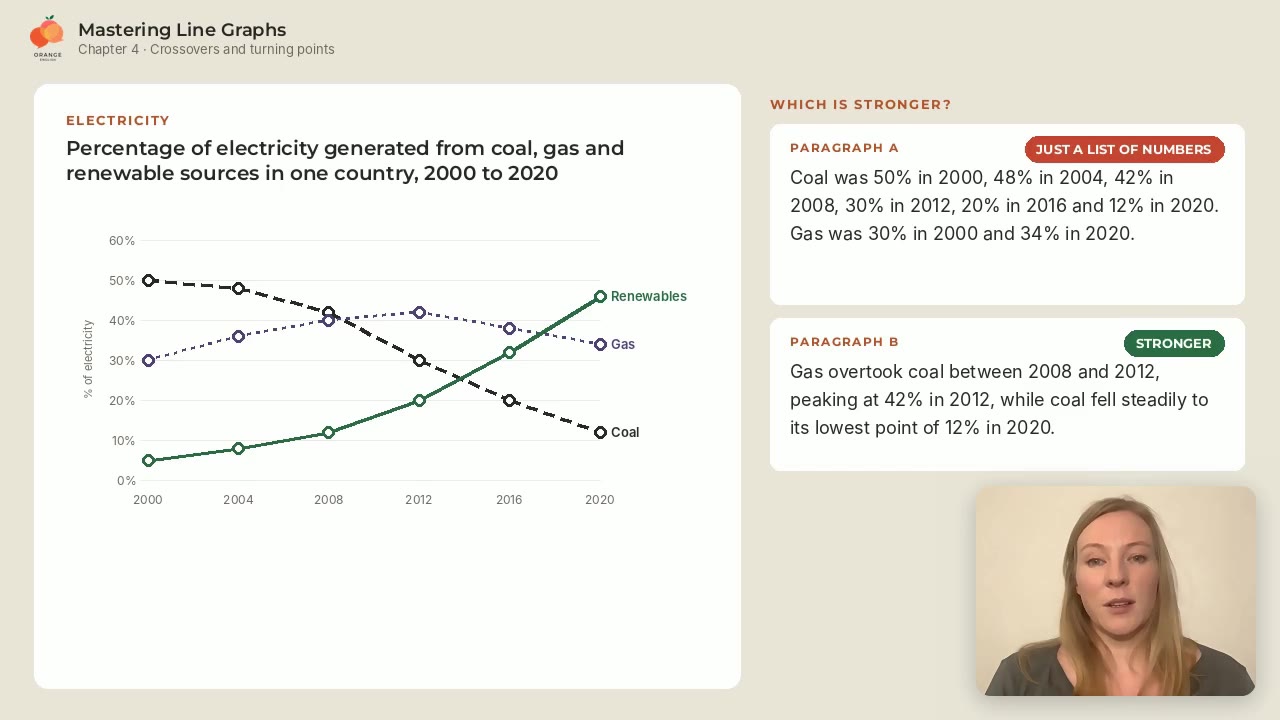 ORANGE
ENGLISH
Mastering Line Graphs
Chapter 4 · Crossovers and turning points
ELECTRICITY
Percentage of electricity generated from coal, gas and
renewable sources in one country, 2000 to 2020
60%
50%
40%
30%
20%
10%
0%
% of electricity
2000
2004
2008
2012
2016
2020
Renewables
Gas
Coal
WHICH IS STRONGER?
PARAGRAPH A
JUST A LIST OF NUMBERS
Coal was 50% in 2000, 48% in 2004, 42% in
2008, 30% in 2012, 20% in 2016 and 12% in 2020.
Gas was 30% in 2000 and 34% in 2020.
PARAGRAPH B
STRONGER
Gas overtook coal between 2008 and 2012,
peaking at 42% in 2012, while coal fell steadily to
its lowest point of 12% in 2020.